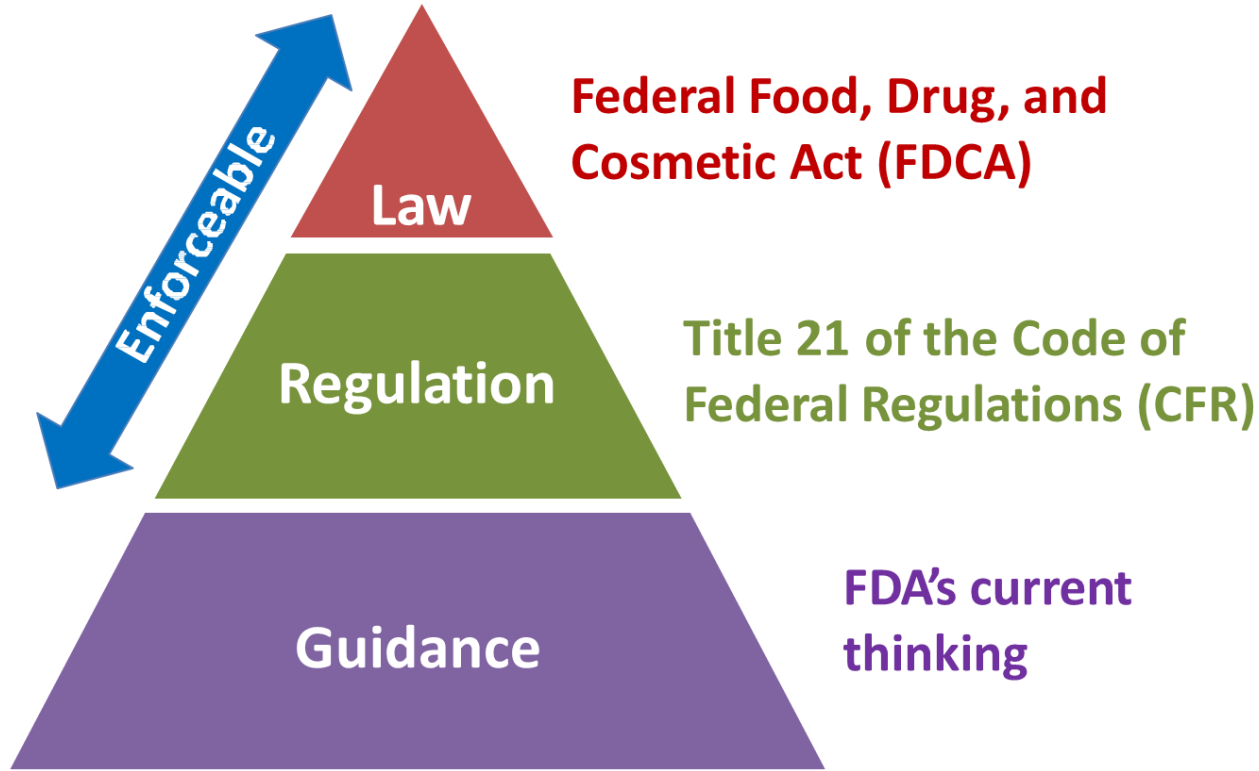 Enforceable
Law
Federal Food, Drug, and
Cosmetic Act (FDCA)
Regulation
Title 21 of the Code of
Federal Regulations (CFR)
Guidance
FDA’s current
thinking